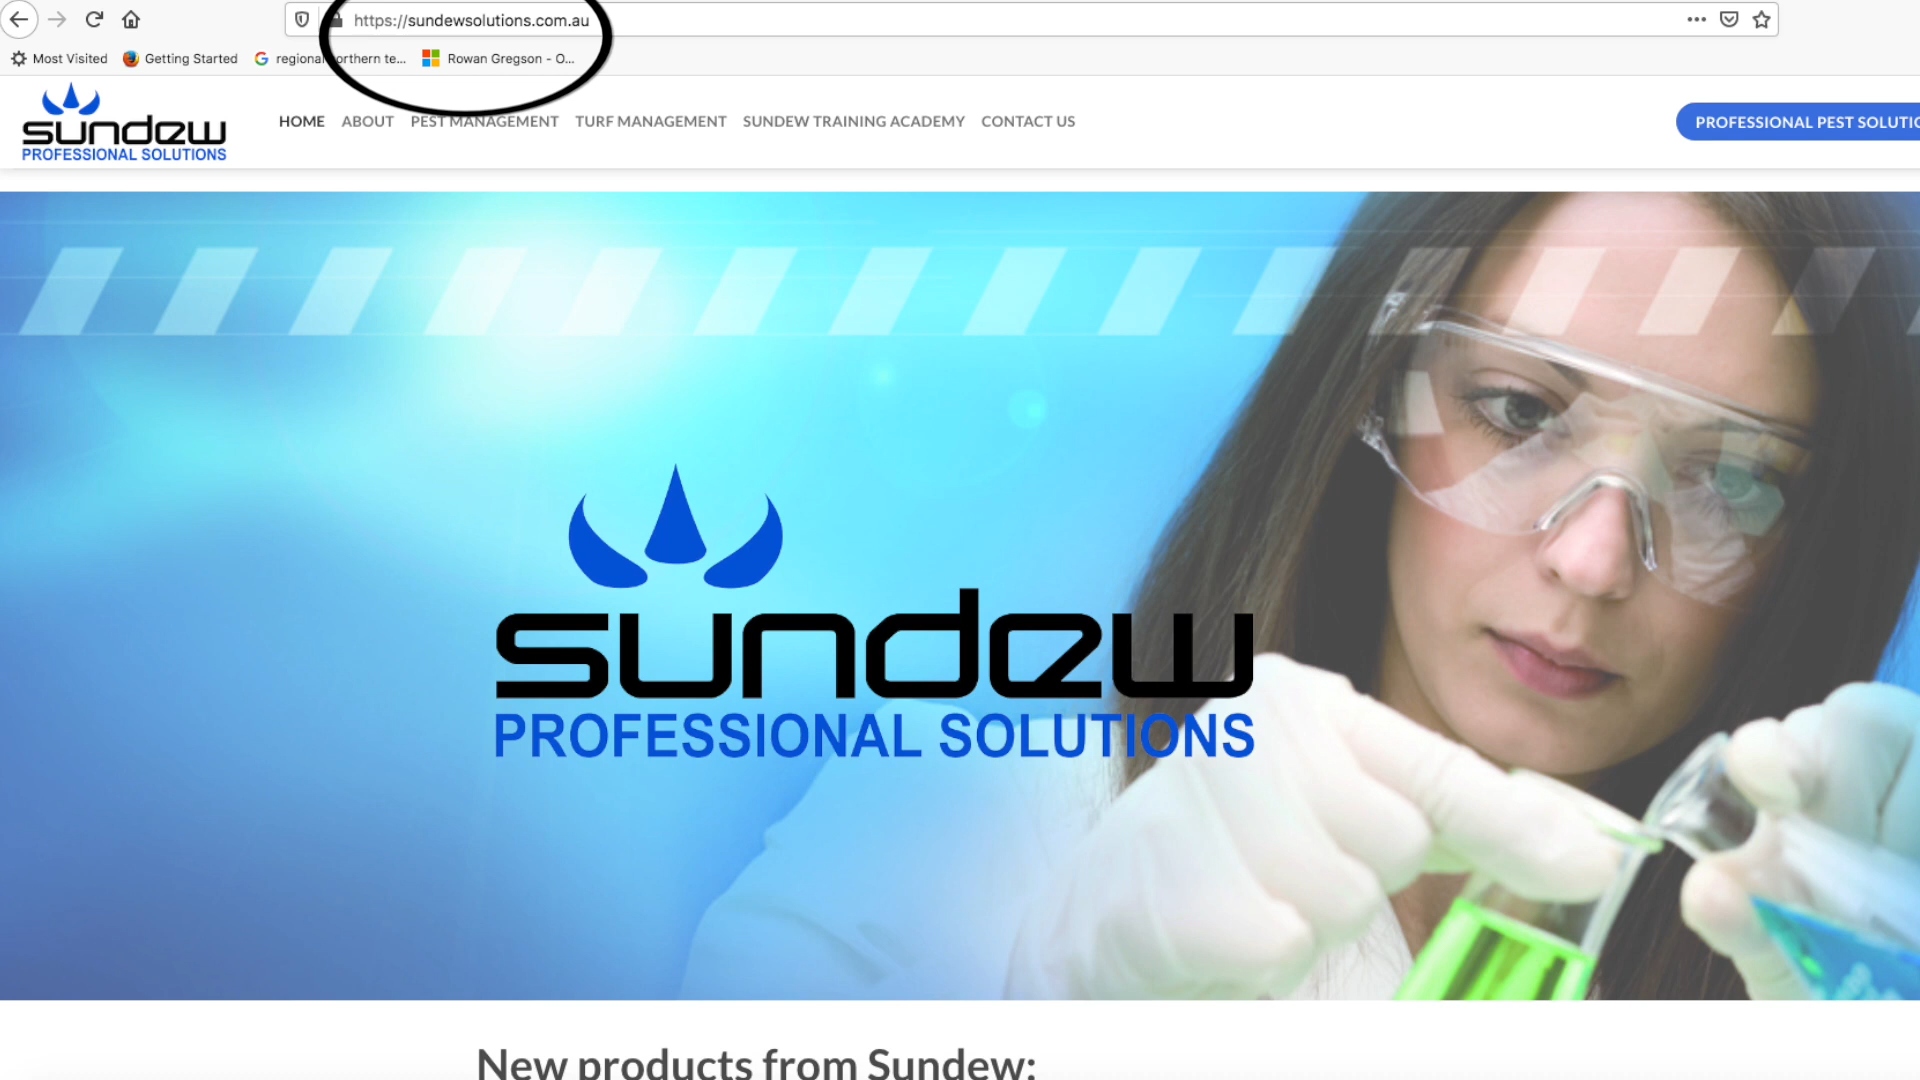 https://sundewsolutions.com.au
Most Visited Getting Started regional northern te... Rowan Gregson - O...
sundew
PROFESSIONAL SOLUTIONS
HOME ABOUT PEST MANAGEMENT TURF MANAGEMENT SUNDEW TRAINING ACADEMY CONTACT US
PROFESSIONAL PEST SOLUTIO
sundew
PROFESSIONAL SOLUTIONS
New products from Sundew: